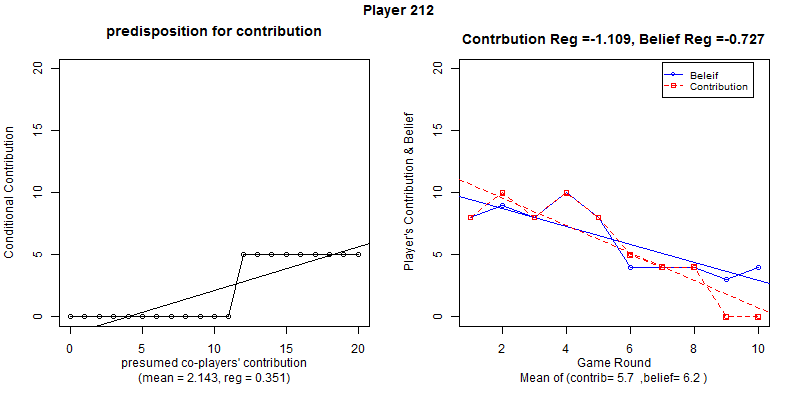 Player 212
predisposition for contribution
Conditional Contribution
20
15
10
5
0
0 5 10 15 20
presumed co-players' contribution
(mean = 2.143, reg = 0.351)
Contrbution Reg =-1.109, Belief Reg =-0.727
Player's Contribution & Belief
20
15
10
5
0
Beleif
Contribution
2 4 6 8 10
Game Round
Mean of (contrib= 5.7 ,belief= 6.2 )